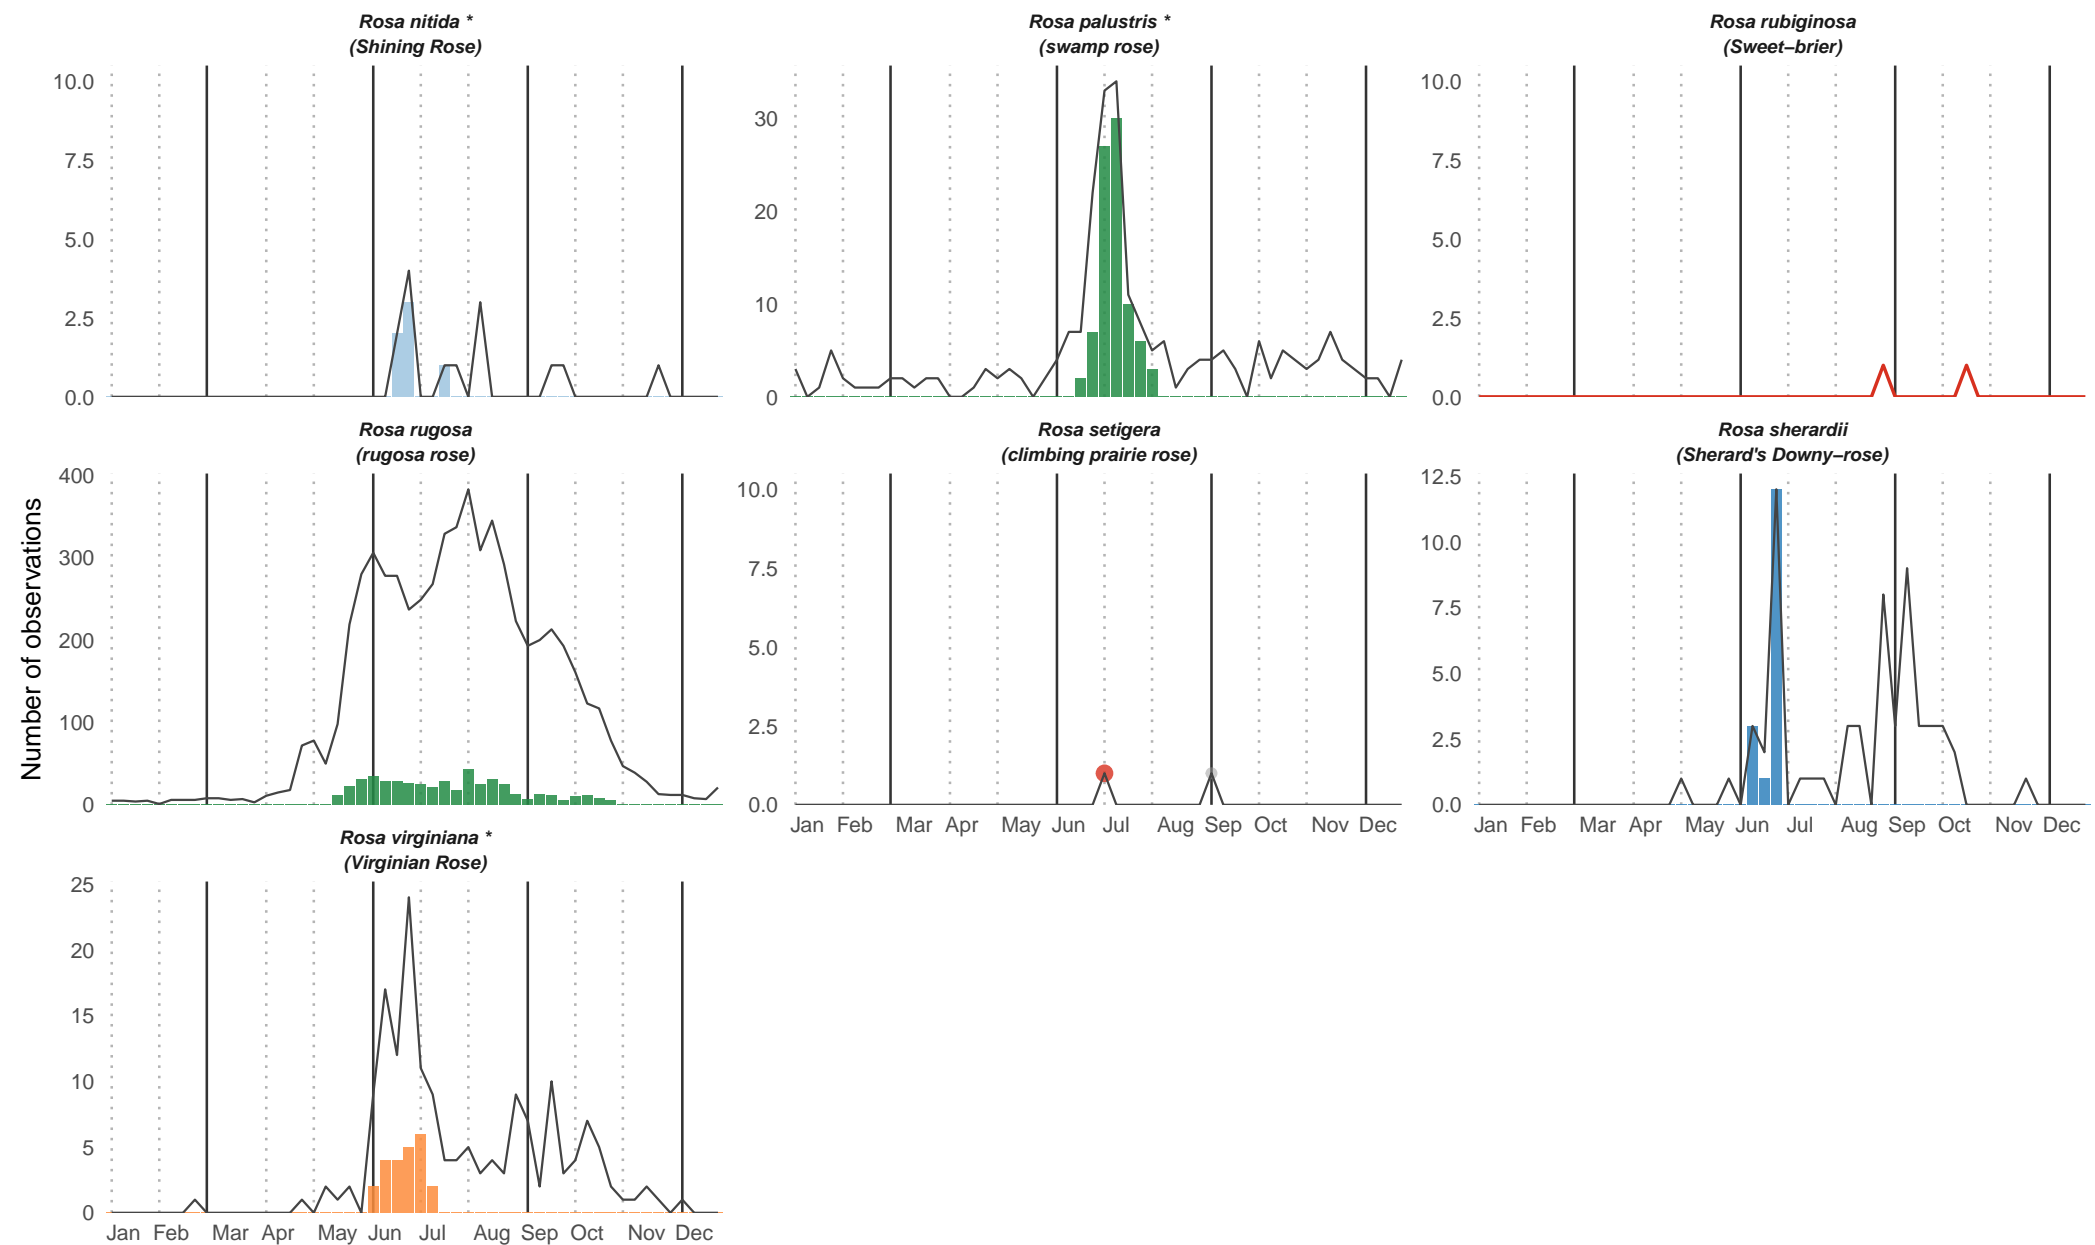 Rosa nitida *
(Shining Rose)
Rosa palustris *
(swamp rose)
Rosa rubiginosa
(Sweet−brier)
10.0
7.5
5.0
2.5
0.0
30
20
10
0
10.0
7.5
5.0
2.5
0.0
Rosa rugosa
(rugosa rose)
Rosa setigera
(climbing prairie rose)
Rosa sherardii
(Sherard's Downy−rose)
Number of observations
400
300
200
100
0
10.0
7.5
5.0
2.5
0.0
Jan Feb Mar Apr May Jun Jul Aug Sep Oct Nov Dec
12.5
10.0
7.5
5.0
2.5
0.0
Jan Feb Mar Apr May Jun Jul Aug Sep Oct Nov Dec
Rosa virginiana *
(Virginian Rose)
25
20
15
10
5
0
Jan Feb Mar Apr May Jun Jul Aug Sep Oct Nov Dec